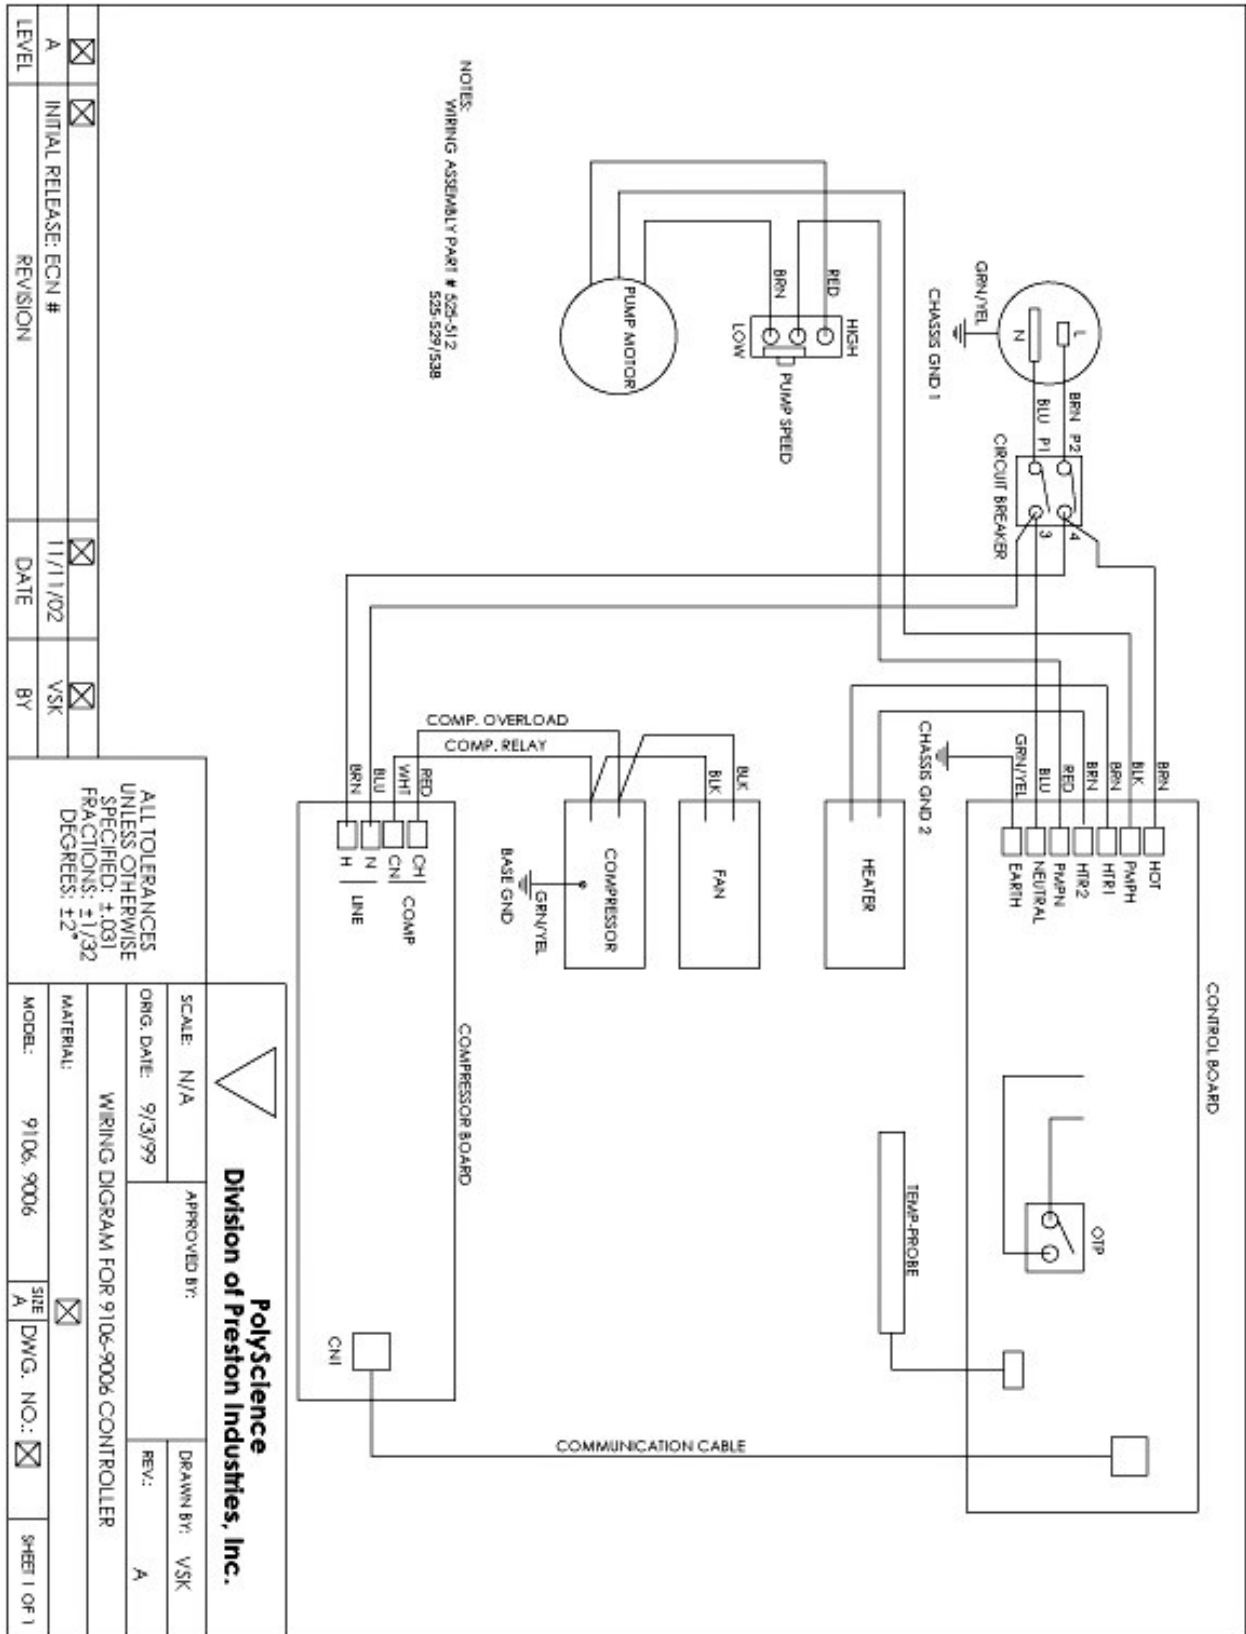 CONTROL BOARD
HOT
PMPH
HTR1
HTR2
PMPN
NEUTRAL
EARTH
BRN
BLK
BRN
BRN
RED
BLU
GRN/YEL
CHASSIS GND 2
OTP
TEMP-PROBE
COMMUNICATION CABLE
L
N
GRN/YEL
CHASSIS GND 1
BRN P2
BLU P1
4
3
CIRCUIT BREAKER
HIGH
LOW
RED
BRN
PUMP SPEED
PUMP MOTOR
HEATER
FAN
BLK
BLK
COMPRESSOR
GRN/YEL
BASE GND
COMP. OVERLOAD
COMP. RELAY
COMPRESSOR BOARD
RED
WHT
BLU
BRN
CH
CN
COMP
N
H
LINE
CN1
NOTES:
WIRING ASSEMBLY PART # 525-512
525-529/538
PolyScience
Division of Preston Industries, Inc.
SCALE: N/A
APPROVED BY:
DRAWN BY: VSK
ORIG. DATE: 9/3/99
REV.: A
WIRING DIGRAM FOR 9106-9006 CONTROLLER
MATERIAL:
MODEL: 9106, 9006
SIZE
A
DWG. NO.:
SHEET 1 OF 1
ALL TOLERANCES
UNLESS OTHERWISE
SPECIFIED: ±.031
FRACTIONS: ±1/32
DEGREES: ±2°
A INITIAL RELEASE: ECN # 11/11/02 VSK
LEVEL REVISION DATE BY